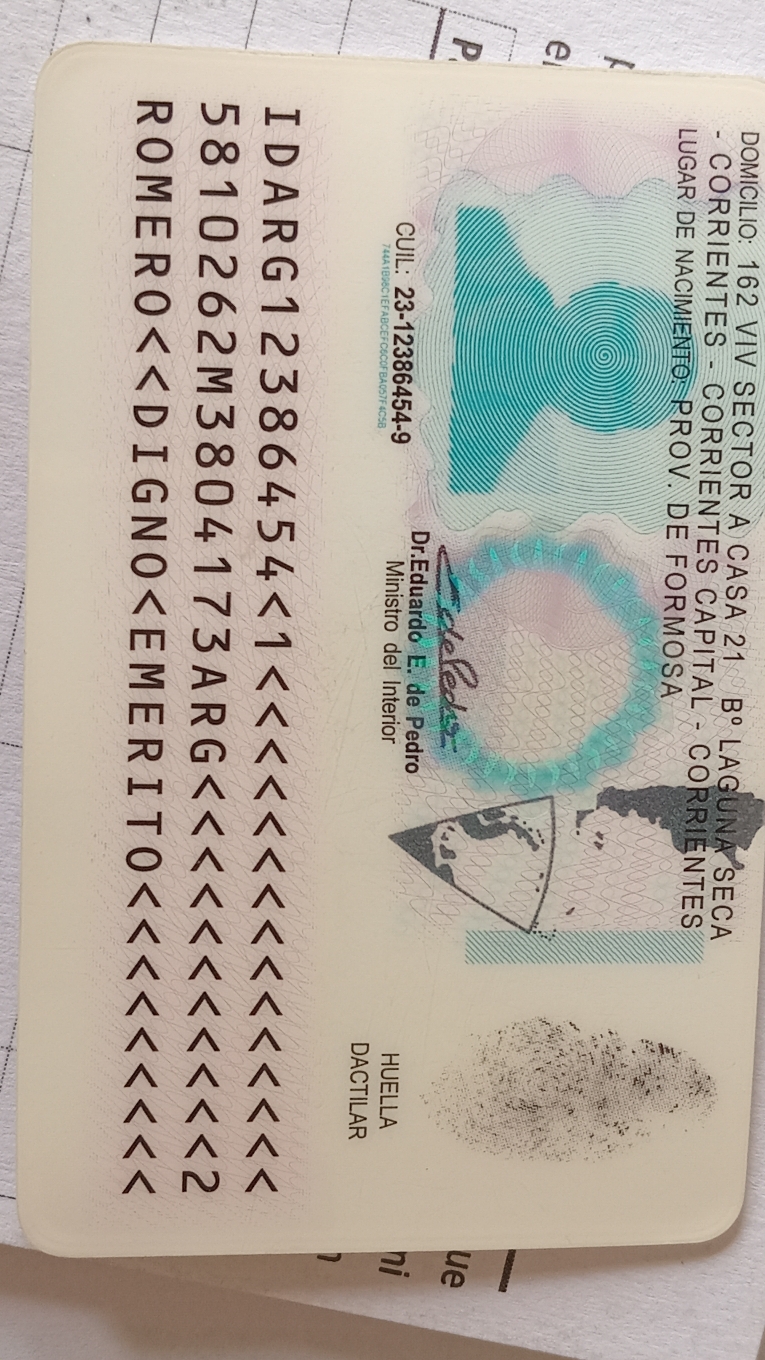 DOMICILIO: 162 VIV SECTOR A CASA 21 Bº LAGUNA SECA
- CORRIENTES - CORRIENTES CAPITAL - CORRIENTES
LUGAR DE NACIMIENTO: PROV. DE FORMOSA
CUIL: 23-12386454-9
Dr.Eduardo E. de Pedro
Ministro del Interior
HUELLA
DACTILAR
IDARG12386454<1<<<<<<<<<<<<<<<
5810262M3804173ARG<<<<<<<<<<<2
ROMERO<<DIGNO<EMERITO<<<<<<<<<